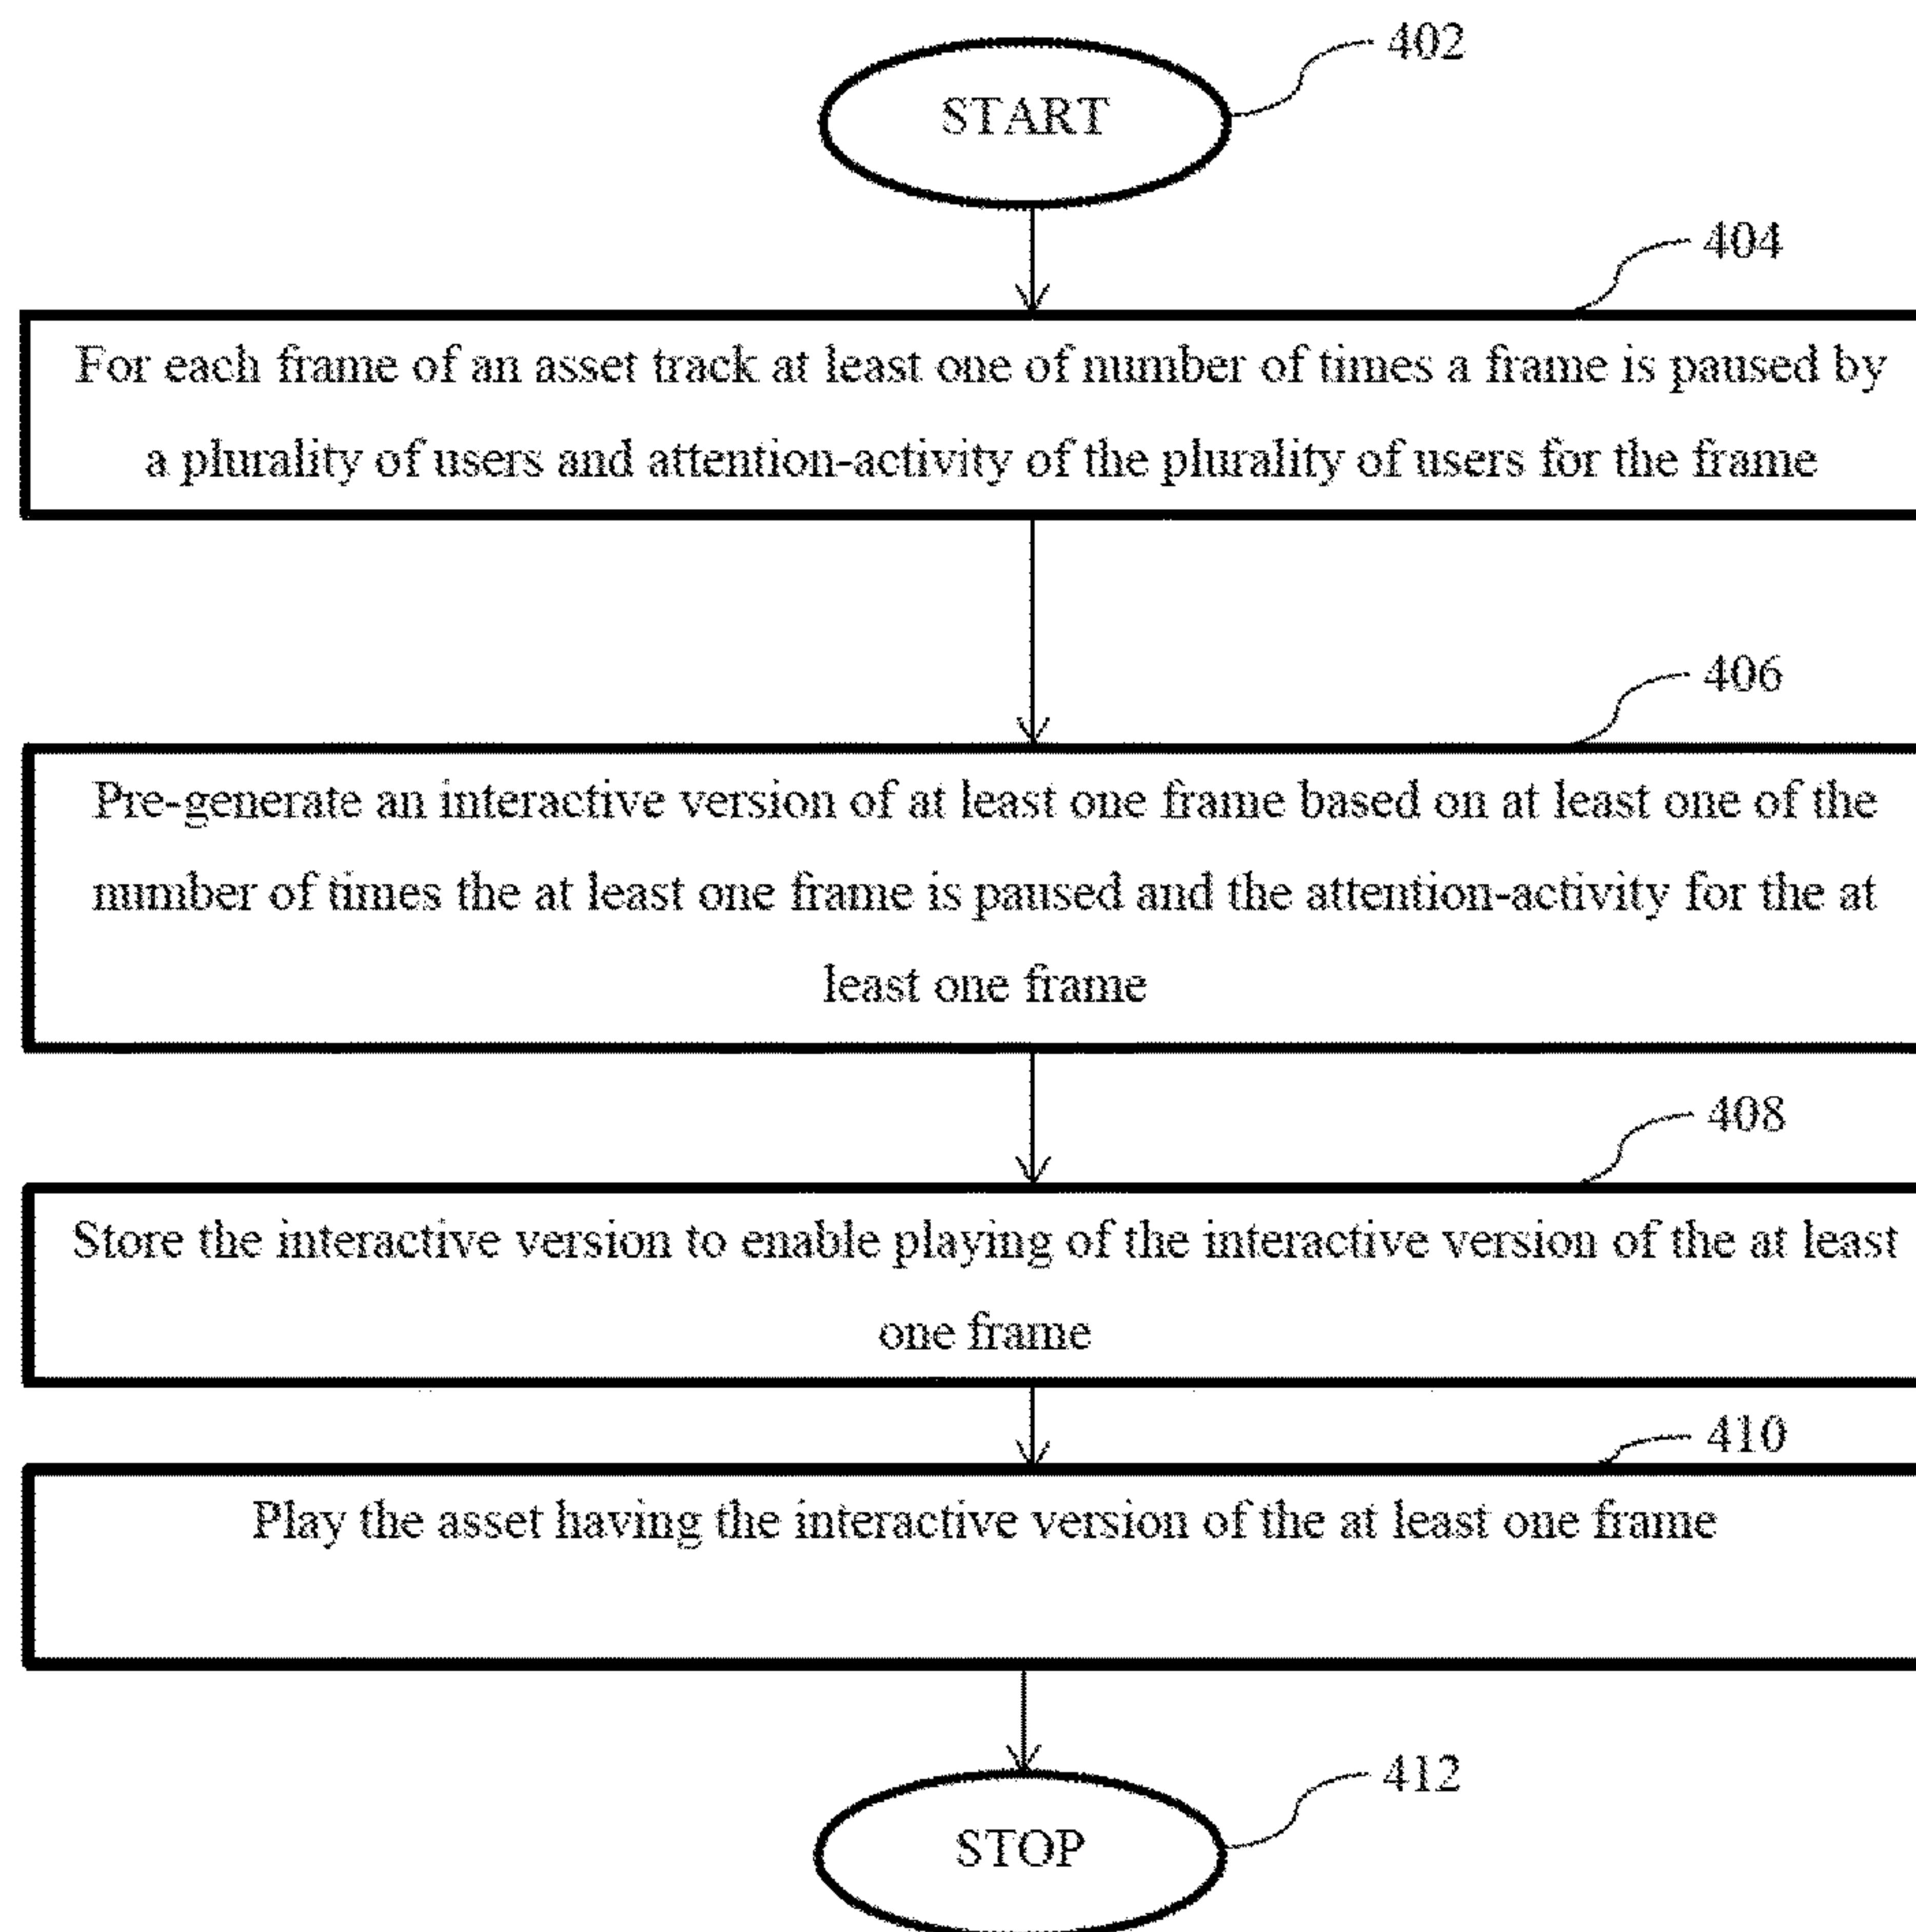 402
START
404
For each frame of an asset track at least one of number of times a frame is paused by
a plurality of users and attention-activity of the plurality of users for the frame
406
Pre-generate an interactive version of at least one frame based on at least one of the
number of times the at least one frame is paused and the attention-activity for the at
least one frame
408
Store the interactive version to enable playing of the interactive version of the at least
one frame
410
Play the asset having the interactive version of the at least one frame
412
STOP